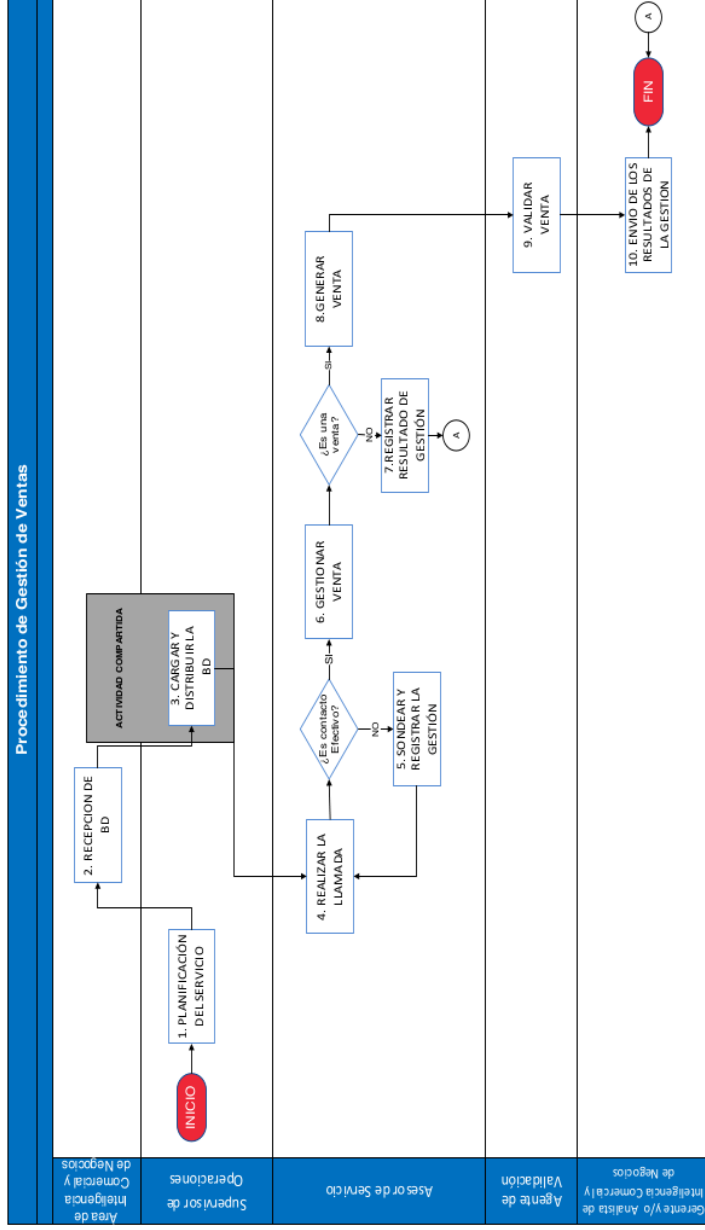 Procedimiento de Gestión de Ventas
Área de
Inteligencia
Comercial y
de Negocios
2. RECEPCION DE
BD
ACTIVIDAD COMPARTIDA
Supervisor de
Operaciones
INICIO
1. PLANIFICACIÓN
DEL SERVICIO
3. CARGAR Y
DISTRIBUIR LA
BD
Asesor de Servicio
4. REALIZAR LA
LLAMADA
¿Es contacto
Efectivo?
SI
NO
5. SONDEAR Y
REGISTRAR LA
GESTIÓN
6. GESTIONAR
VENTA
¿Es una
venta?
SI
NO
7.REGISTRAR
RESULTADO DE
GESTIÓN
A
8.GENERAR
VENTA
Agente de
Validación
9. VALIDAR
VENTA
Gerente y/o Analista de
Inteligencia Comercial y
de Negocios
10. ENVIO DE LOS
RESULTADOS DE
LA GESTION
FIN
A